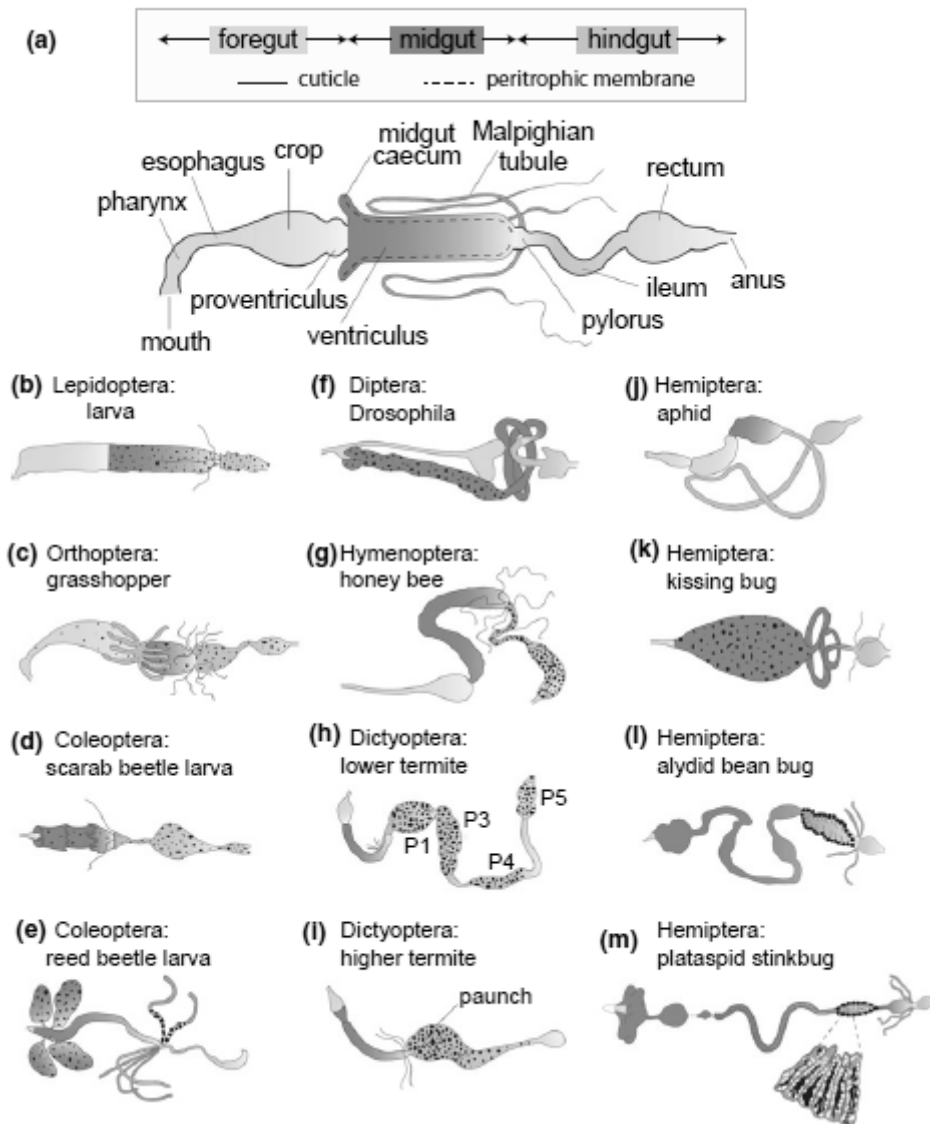 (a)
foregut midgut hindgut
cuticle peritrophic membrane
midgut
caecum
Malpighian
tubule
esophagus
crop
rectum
pharynx
proventriculus
ventriculus
mouth
ileum
anus
pylorus
(b) Lepidoptera:
larva
(f) Diptera:
Drosophila
(j) Hemiptera:
aphid
(c) Orthoptera:
grasshopper
(g) Hymenoptera:
honey bee
(k) Hemiptera:
kissing bug
(d) Coleoptera:
scarab beetle larva
(h) Dictyoptera:
lower termite
P1
P3
P4
P5
(l) Hemiptera:
alydid bean bug
(e) Coleoptera:
reed beetle larva
(i) Dictyoptera:
higher termite
paunch
(m) Hemiptera:
plataspid stinkbug